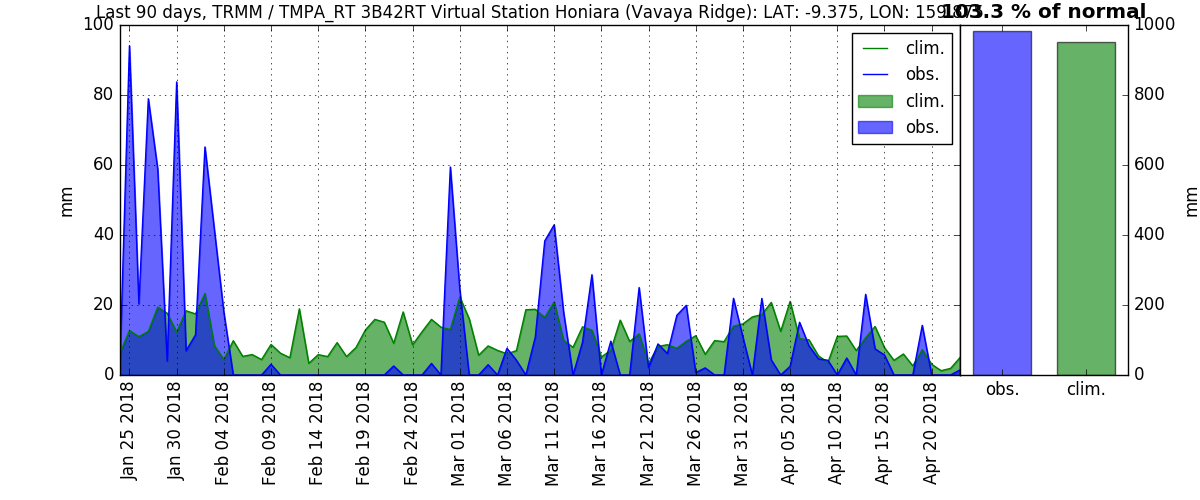 Last 90 days, TRMM / TMPA_RT 3B42RT Virtual Station Honiara (Vavaya Ridge): LAT: -9.375, LON: 159.875
103.3 % of normal
100
80
60
40
20
0
mm
clim.
obs.
clim.
obs.
1000
800
600
400
200
0
mm
obs.
clim.
Jan 25 2018
Jan 30 2018
Feb 04 2018
Feb 09 2018
Feb 14 2018
Feb 19 2018
Feb 24 2018
Mar 01 2018
Mar 06 2018
Mar 11 2018
Mar 16 2018
Mar 21 2018
Mar 26 2018
Mar 31 2018
Apr 05 2018
Apr 10 2018
Apr 15 2018
Apr 20 2018